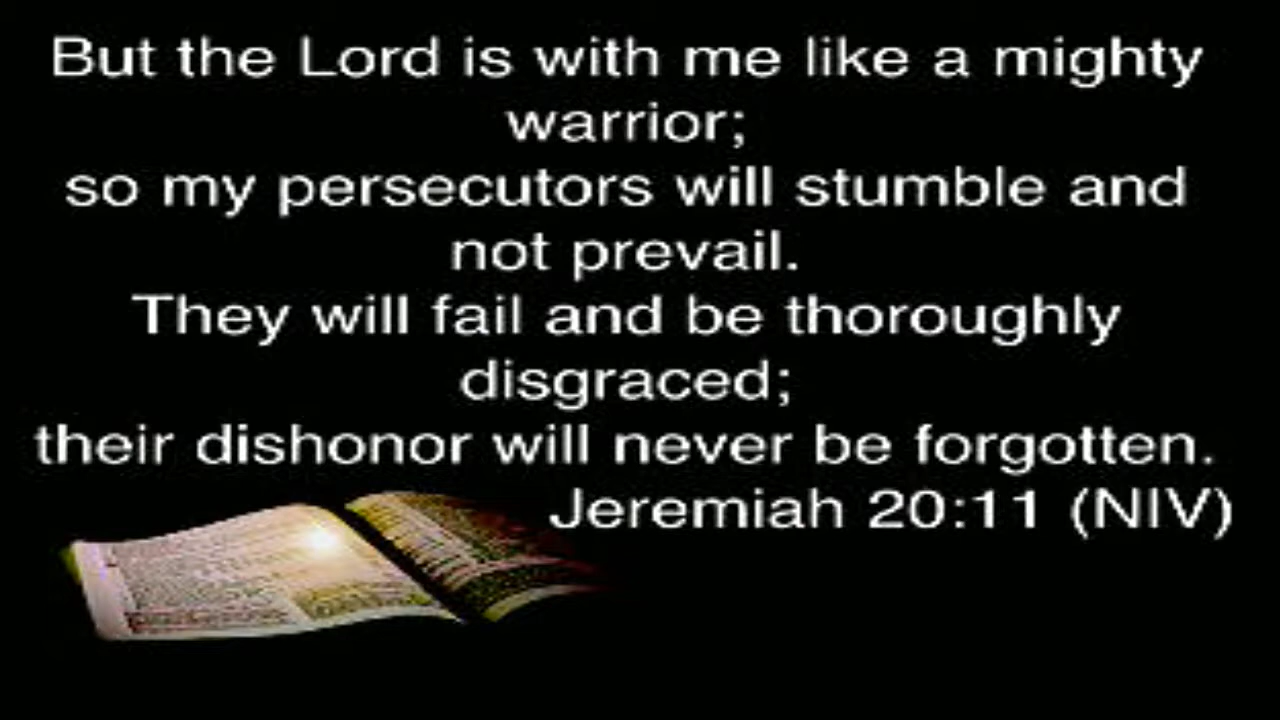 But the Lord is with me like a mighty
warrior;
so my persecutors will stumble and
not prevail.
They will fail and be thoroughly
disgraced;
their dishonor will never be forgotten.
Jeremiah 20:11 (NIV)